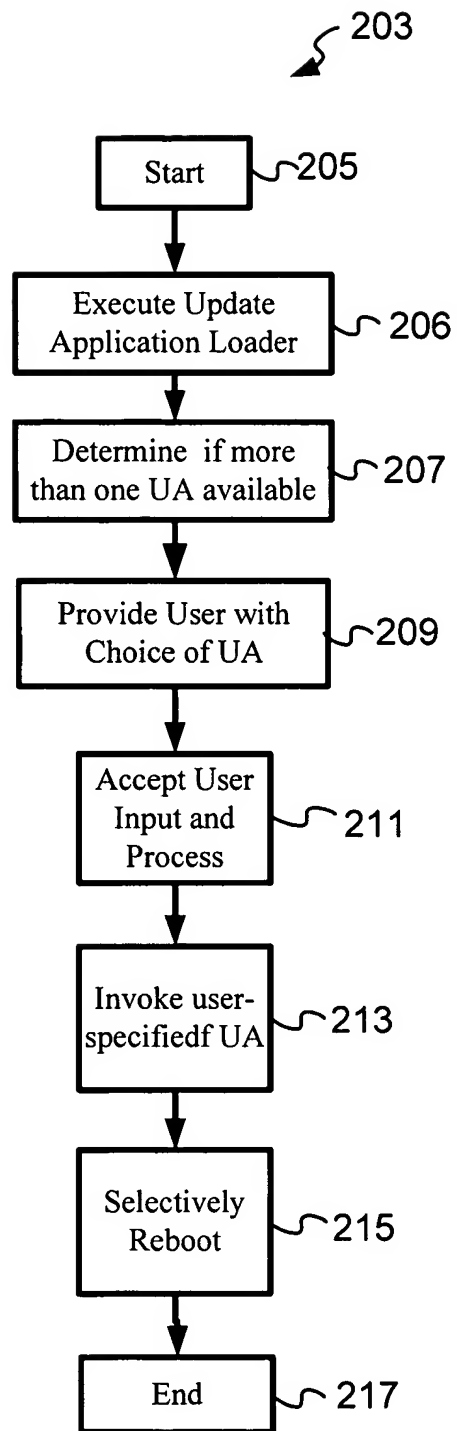 203
Start
205
Execute Update
Application Loader
206
Determine if more
than one UA available
207
Provide User with
Choice of UA
209
Accept User
Input and
Process
211
Invoke user-
specifiedf UA
213
Selectively
Reboot
215
End
217